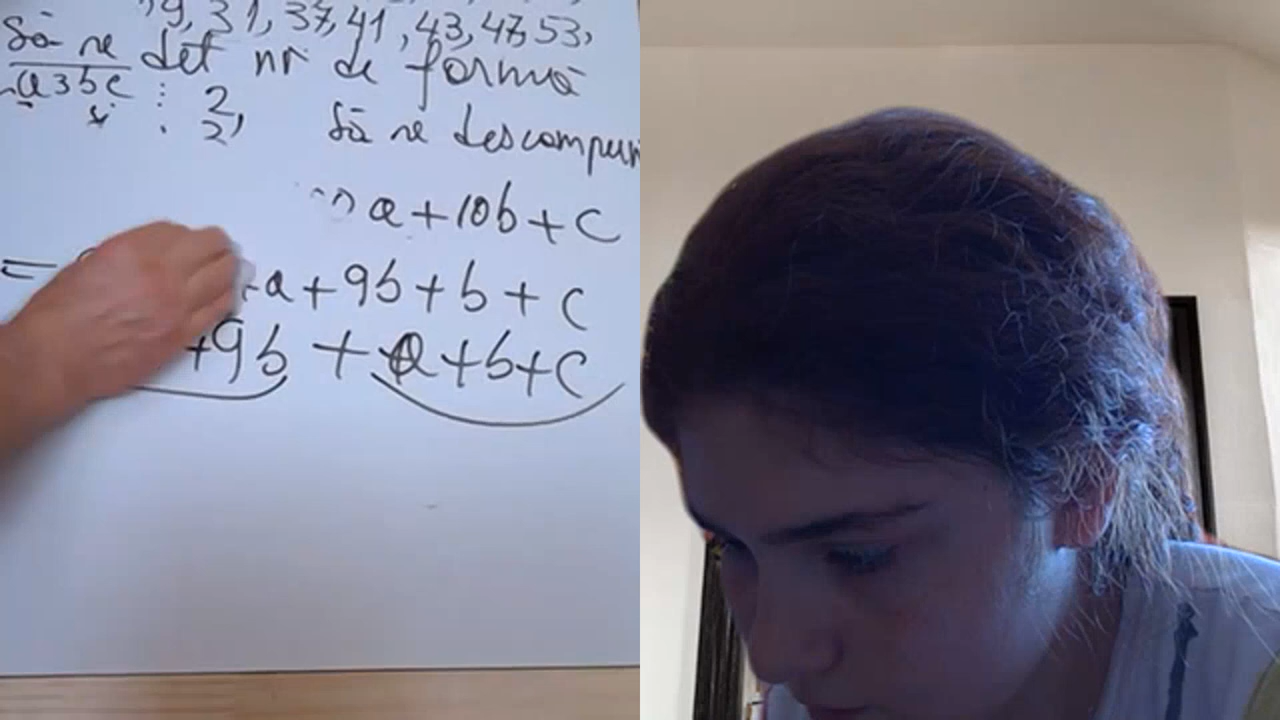 9, 31, 37, 41, 43, 47, 53,
Să se det nr de formă
a3bc ⋮ 2, Să se descompun
a+10b+c
= a+9b+b+c
+9b + a+b+c